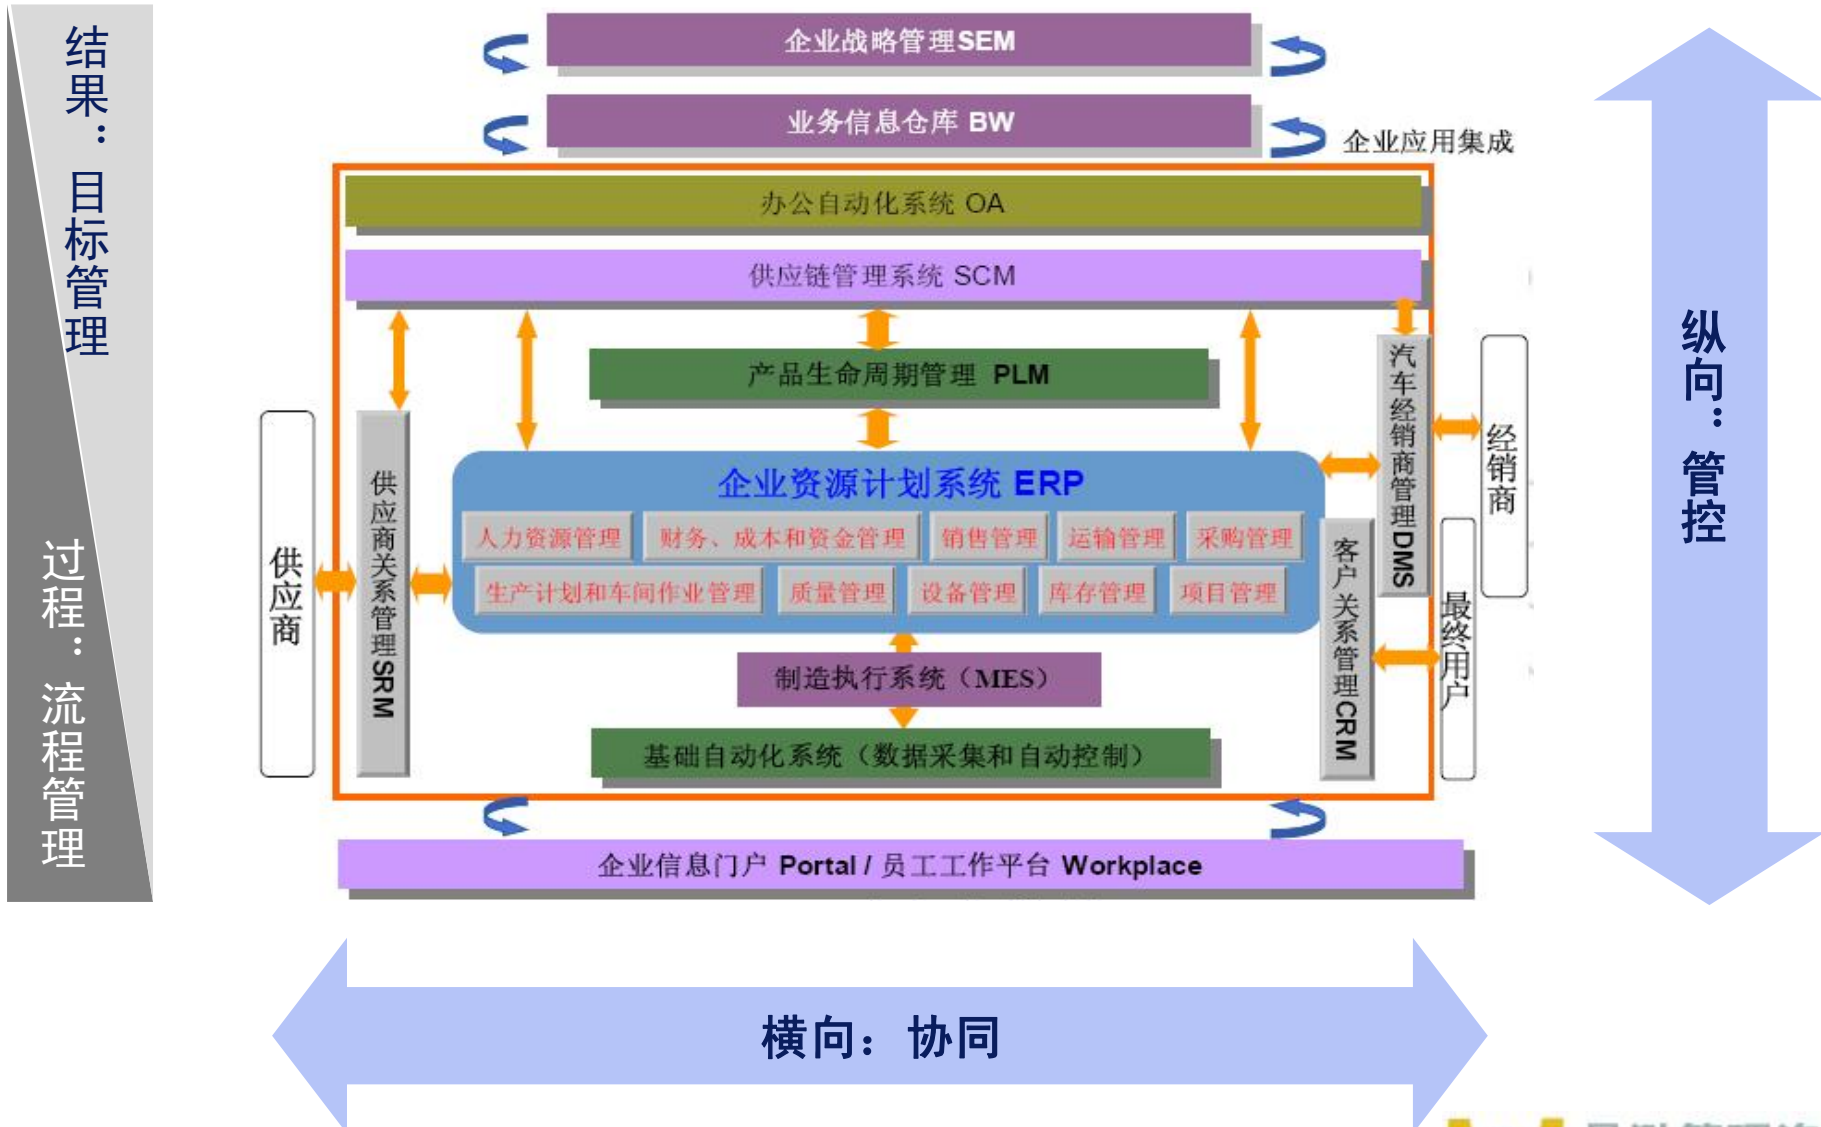 结果：目标管理
过程：流程管理
企业战略管理SEM
业务信息仓库 BW
企业应用集成
办公自动化系统 OA
供应链管理系统 SCM
产品生命周期管理 PLM
企业资源计划系统 ERP
人力资源管理
财务、成本和资金管理
销售管理
运输管理
采购管理
生产计划和车间作业管理
质量管理
设备管理
库存管理
项目管理
制造执行系统（MES）
基础自动化系统（数据采集和自动控制）
供应商
供应商关系管理SRM
汽车经销商管理DMS
客户关系管理CRM
经销商
最终用户
企业信息门户 Portal / 员工工作平台 Workplace
纵向：管控
横向：协同